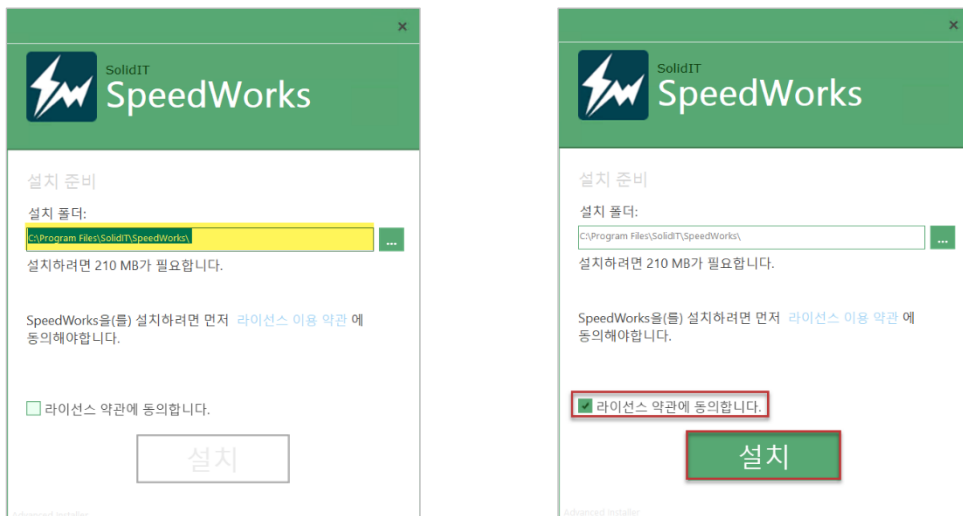 SolidIT
SpeedWorks
설치 준비
설치 폴더:
C:\Program Files\SolidIT\SpeedWorks\
...
설치하려면 210 MB가 필요합니다.
SpeedWorks을(를) 설치하려면 먼저 라이선스 이용 약관 에
동의해야합니다.
라이선스 약관에 동의합니다.
설치
Advanced Installer
SolidIT
SpeedWorks
설치 준비
설치 폴더:
C:\Program Files\SolidIT\SpeedWorks\
...
설치하려면 210 MB가 필요합니다.
SpeedWorks을(를) 설치하려면 먼저 라이선스 이용 약관 에
동의해야합니다.
라이선스 약관에 동의합니다.
설치
Advanced Installer